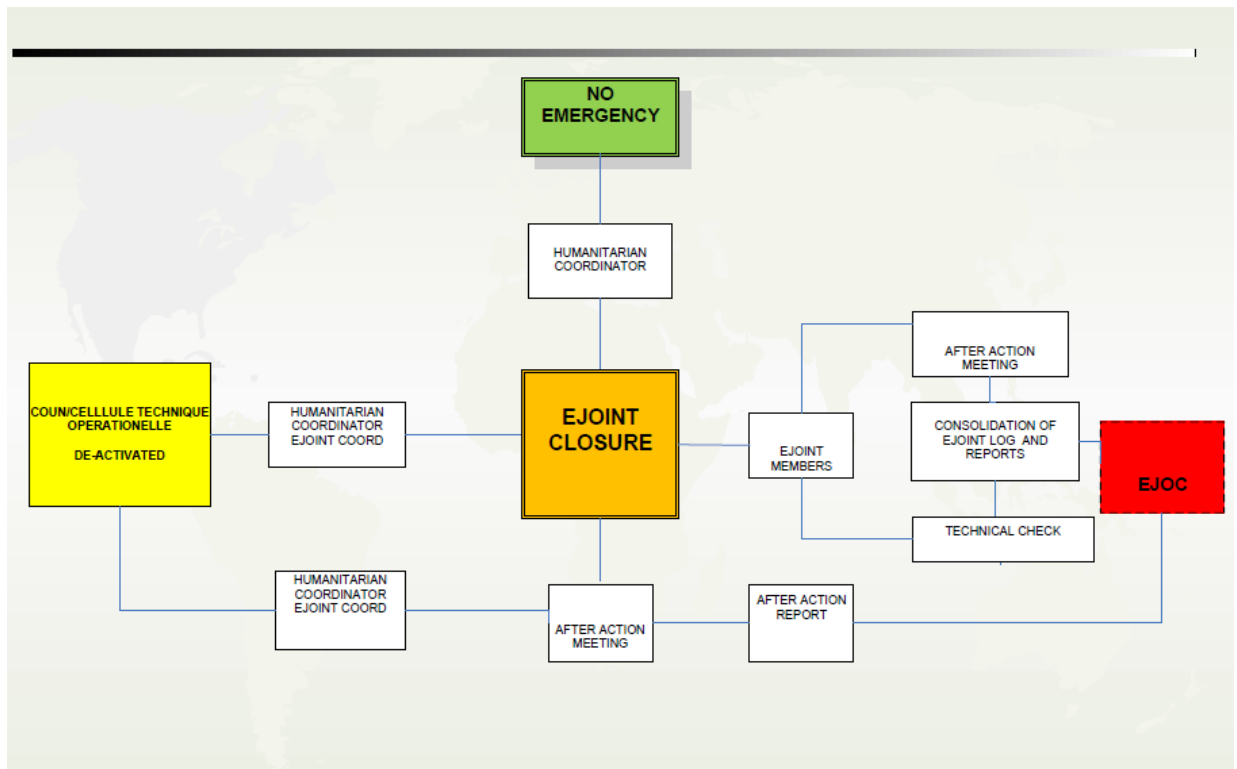 NO
EMERGENCY
HUMANITARIAN
COORDINATOR
AFTER ACTION
MEETING
COUN/CELLLULE TECHNIQUE
OPERATIONELLE
DE-ACTIVATED
HUMANITARIAN
COORDINATOR
EJOINT COORD
EJOINT
CLOSURE
EJOINT
MEMBERS
CONSOLIDATION OF
EJOINT LOG AND
REPORTS
EJOC
TECHNICAL CHECK
HUMANITARIAN
COORDINATOR
EJOINT COORD
AFTER ACTION
MEETING
AFTER ACTION
REPORT